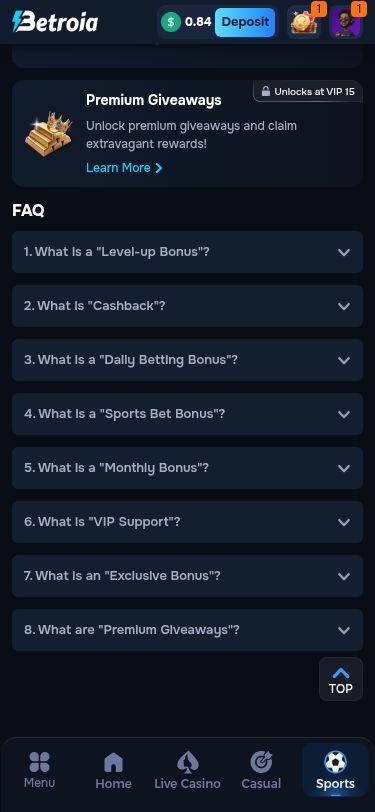 Betroia
$ 0.84 Deposit
1
1
Unlocks at VIP 15
Premium Giveaways
Unlock premium giveaways and claim
extravagant rewards!
Learn More
FAQ
1. What is a "Level-up Bonus"?
2. What is "Cashback"?
3. What is a "Daily Betting Bonus"?
4. What is a "Sports Bet Bonus"?
5. What is a "Monthly Bonus"?
6. What is "VIP Support"?
7. What is an "Exclusive Bonus"?
8. What are "Premium Giveaways"?
TOP
Menu
Home
Live Casino
Casual
Sports